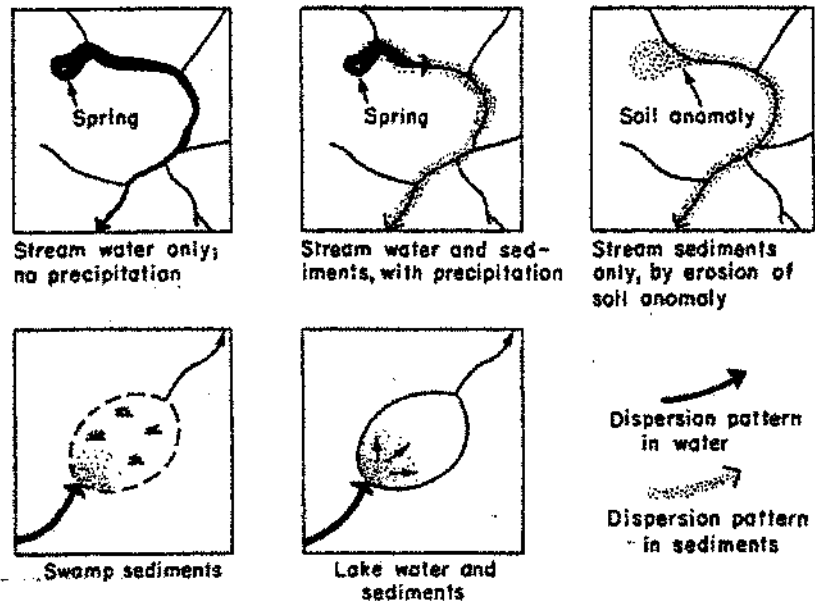 Spring
Stream water only;
no precipitation
Spring
Stream water and sed-
iments, with precipitation
Soil anomaly
Stream sediments
only, by erosion of
soil anomaly
Swamp sediments
Lake water and
sediments
Dispersion pattern
in water
Dispersion pattern
in sediments